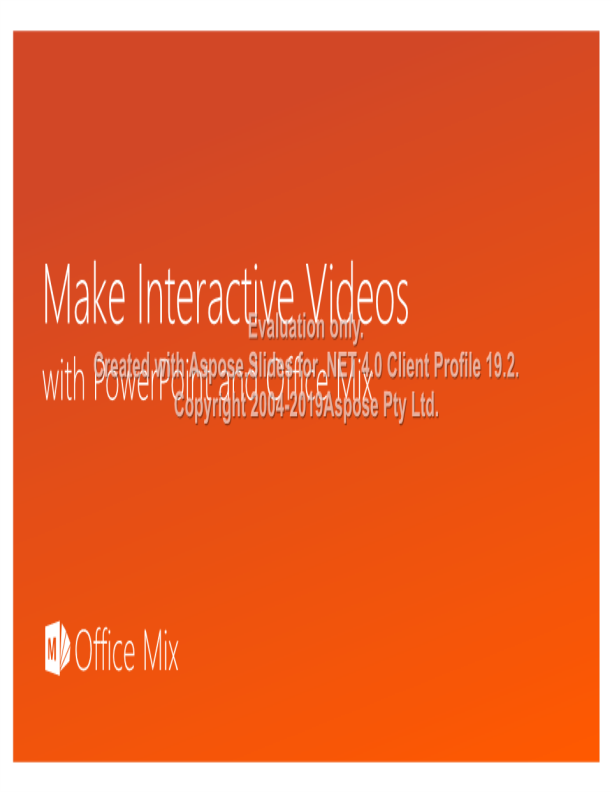 Make Interactive Videos
Evaluation only.
with PowerPoint and Office Mix
Created with Aspose.Slides for .NET 4.0 Client Profile 19.2.
Copyright 2004-2019Aspose Pty Ltd.
M Office Mix